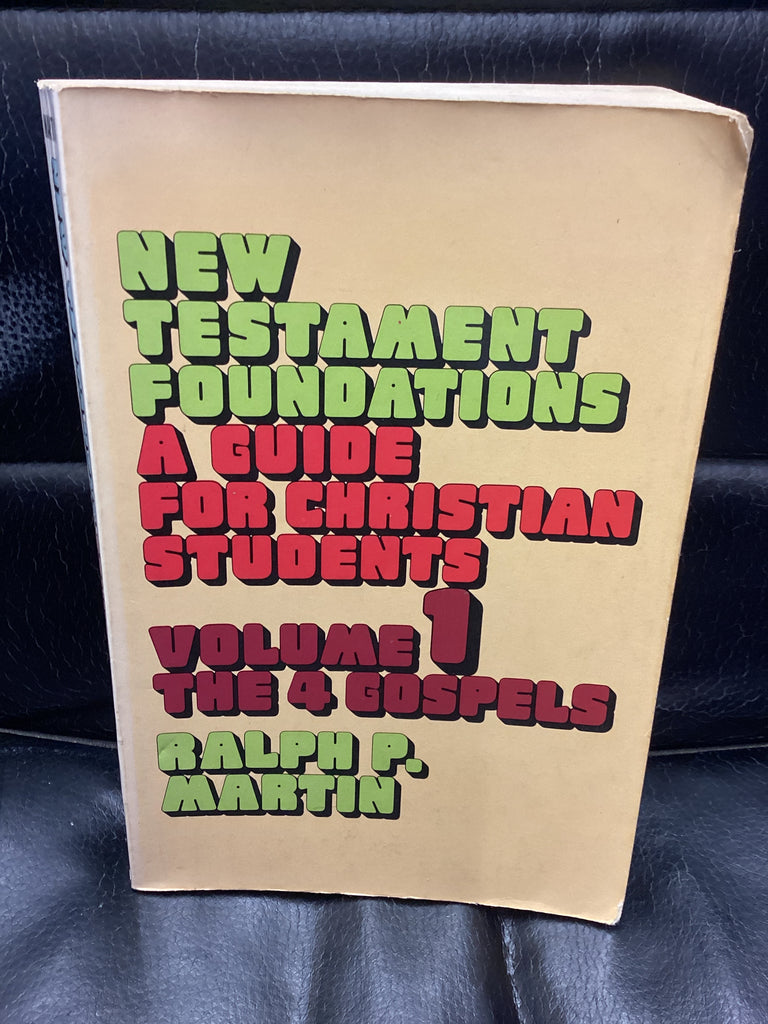 NEW
TESTAMENT
FOUNDATIONS
A GUIDE
FOR CHRISTIAN
STUDENTS
VOLUME 1
THE 4 GOSPELS
RALPH P.
MARTIN